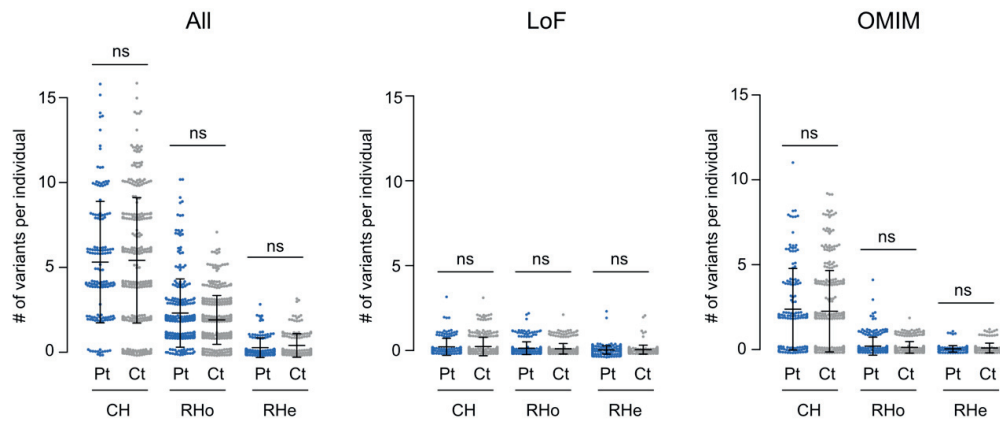 All
LoF
OMIM
# of variants per individual
15
10
5
0
ns
ns
ns
Pt Ct Pt Ct Pt Ct
CH RHo RHe
# of variants per individual
15
10
5
0
ns ns ns
Pt Ct Pt Ct Pt Ct
CH RHo RHe
# of variants per individual
15
10
5
0
ns
ns
ns
Pt Ct Pt Ct Pt Ct
CH RHo RHe